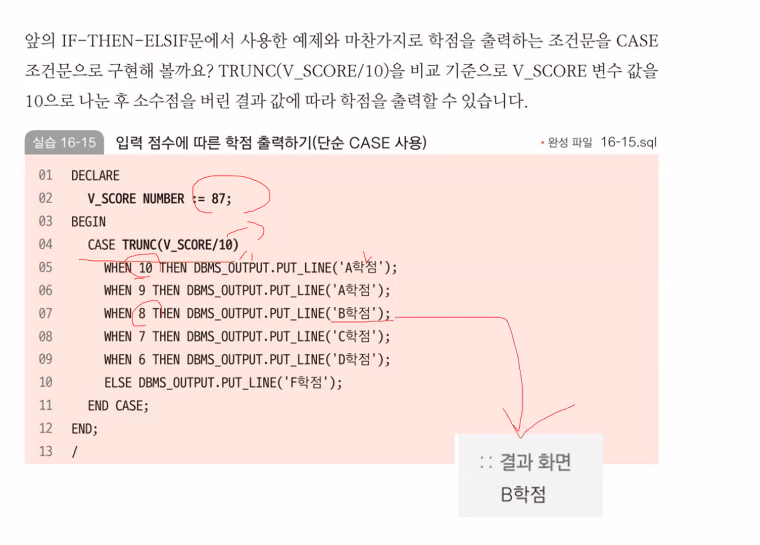 앞의 IF-THEN-ELSIF문에서 사용한 예제와 마찬가지로 학점을 출력하는 조건문을 CASE
조건문으로 구현해 볼까요? TRUNC(V_SCORE/10)을 비교 기준으로 V_SCORE 변수 값을
10으로 나눈 후 소수점을 버린 결과 값에 따라 학점을 출력할 수 있습니다.
실습 16-15 입력 점수에 따른 학점 출력하기(단순 CASE 사용) • 완성 파일 16-15.sql
01 DECLARE
02 V_SCORE NUMBER := 87;
03 BEGIN
04 CASE TRUNC(V_SCORE/10)
05 WHEN 10 THEN DBMS_OUTPUT.PUT_LINE('A학점');
06 WHEN 9 THEN DBMS_OUTPUT.PUT_LINE('A학점');
07 WHEN 8 THEN DBMS_OUTPUT.PUT_LINE('B학점');
08 WHEN 7 THEN DBMS_OUTPUT.PUT_LINE('C학점');
09 WHEN 6 THEN DBMS_OUTPUT.PUT_LINE('D학점');
10 ELSE DBMS_OUTPUT.PUT_LINE('F학점');
11 END CASE;
12 END;
13 /
:: 결과 화면
B학점